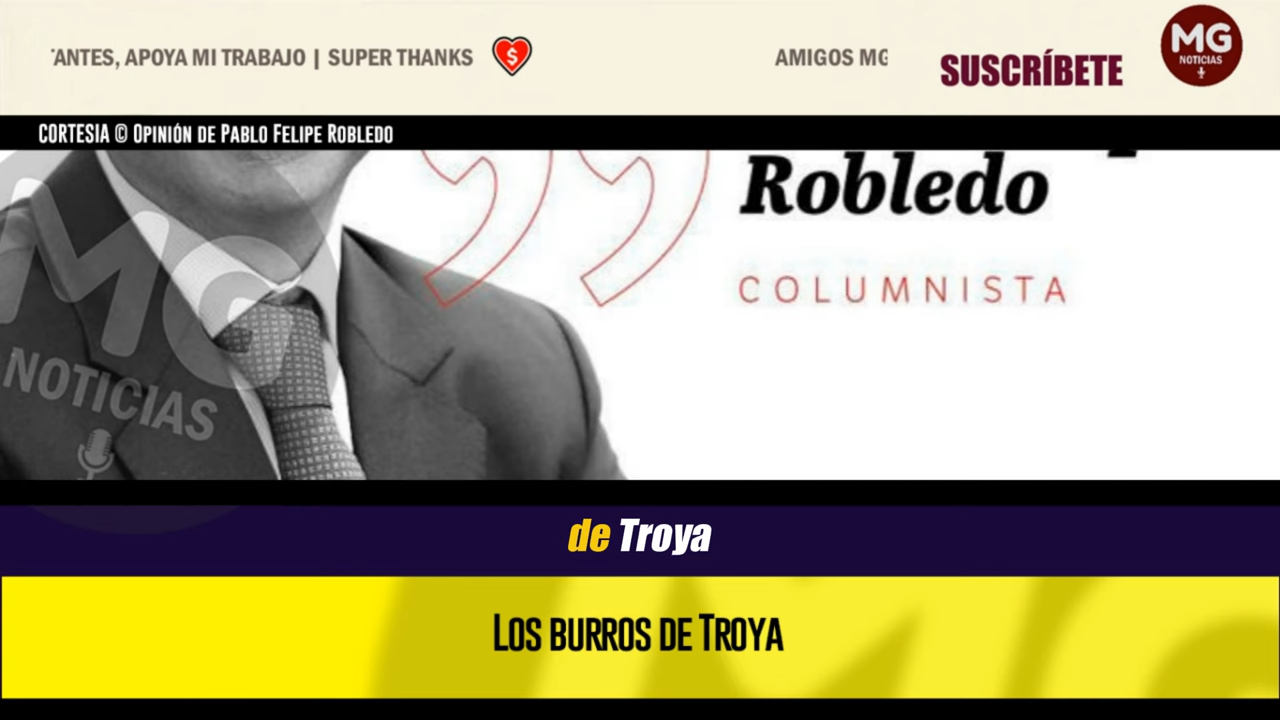 'ANTES, APOYA MI TRABAJO | SUPER THANKS
$
AMIGOS MG
SUSCRÍBETE
MG
NOTICIAS
CORTESIA © OPINIÓN DE PABLO FELIPE ROBLEDO
Robledo
COLUMNISTA
MG
NOTICIAS
de Troya
LOS BURROS DE TROYA